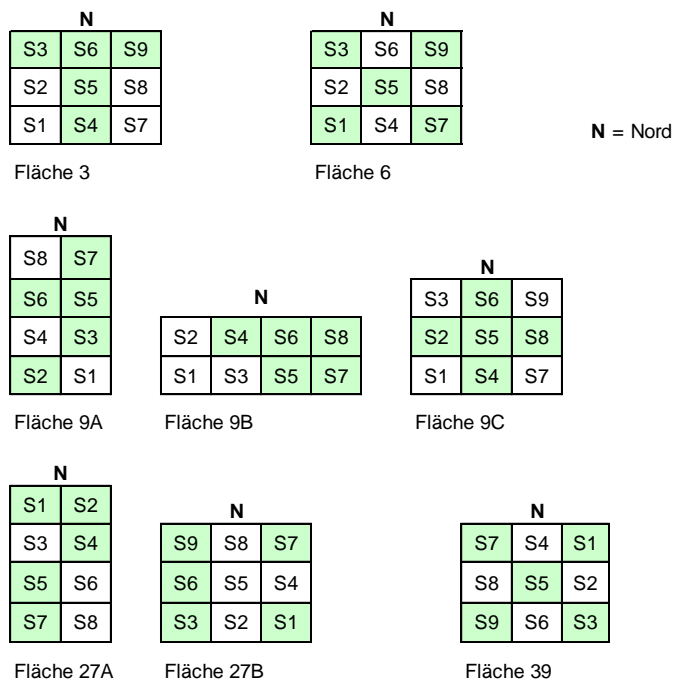 N
S3 S6 S9
S2 S5 S8
S1 S4 S7
Fläche 3
N
S3 S6 S9
S2 S5 S8
S1 S4 S7
Fläche 6
N = Nord
N
S8 S7
S6 S5
S4 S3
S2 S1
Fläche 9A
N
S2 S4 S6 S8
S1 S3 S5 S7
Fläche 9B
N
S3 S6 S9
S2 S5 S8
S1 S4 S7
Fläche 9C
N
S1 S2
S3 S4
S5 S6
S7 S8
Fläche 27A
N
S9 S8 S7
S6 S5 S4
S3 S2 S1
Fläche 27B
N
S7 S4 S1
S8 S5 S2
S9 S6 S3
Fläche 39